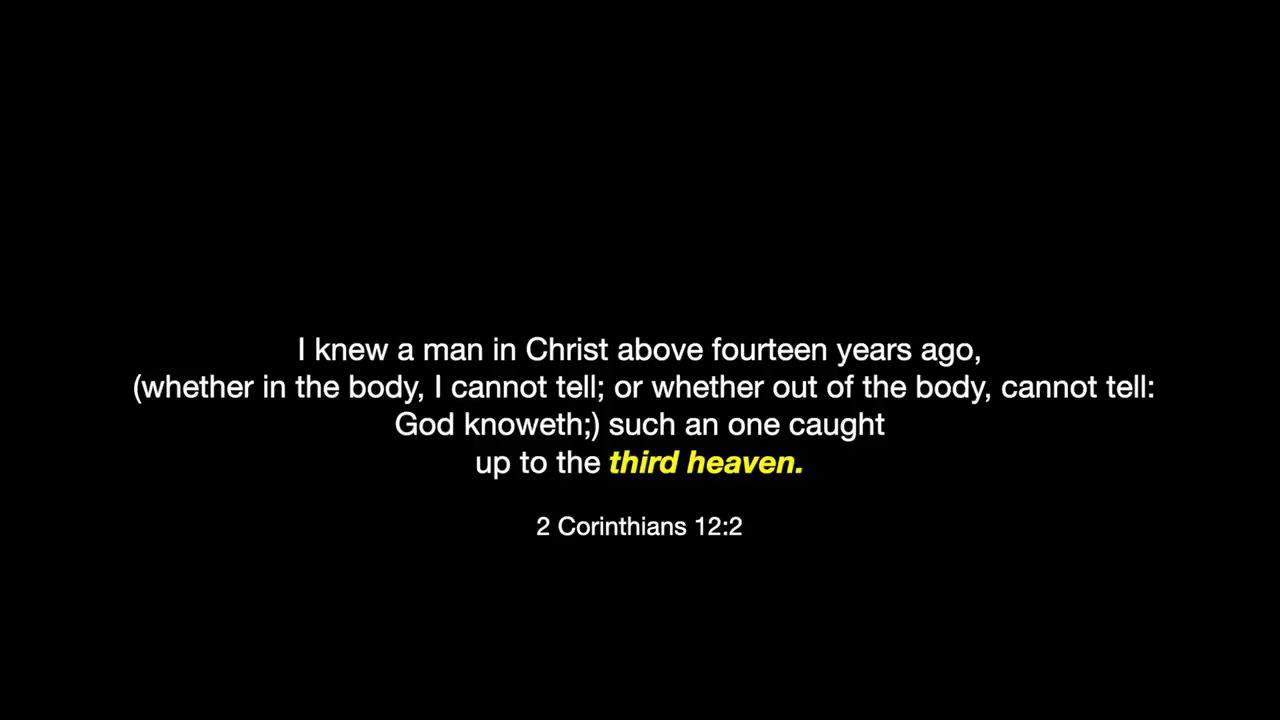 I knew a man in Christ above fourteen years ago,
(whether in the body, I cannot tell; or whether out of the body, cannot tell:
God knoweth;) such an one caught
up to the third heaven.
2 Corinthians 12:2